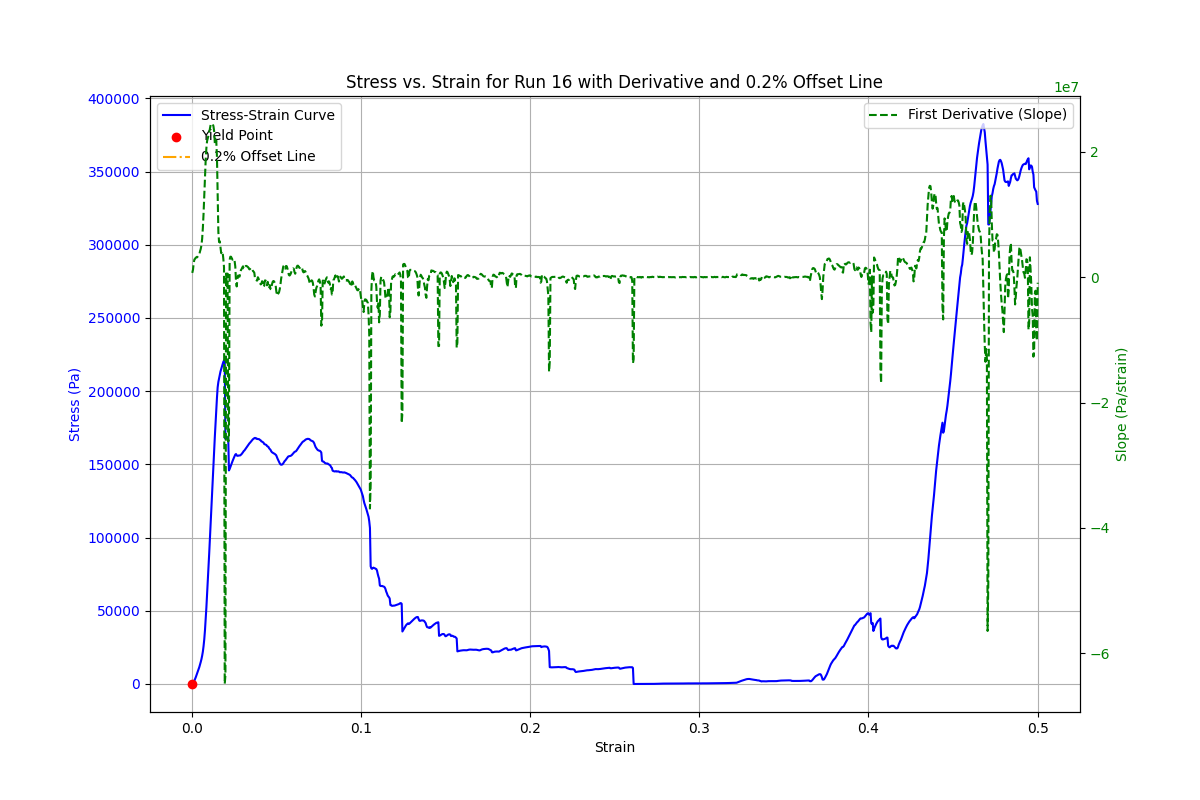 Stress vs. Strain for Run 16 with Derivative and 0.2% Offset Line
1e7
Stress-Strain Curve
Yield Point
0.2% Offset Line
First Derivative (Slope)
400000
350000
300000
250000
200000
150000
100000
50000
0
Stress (Pa)
2
0
−2
−4
−6
Slope (Pa/strain)
0.0 0.1 0.2 0.3 0.4 0.5
Strain